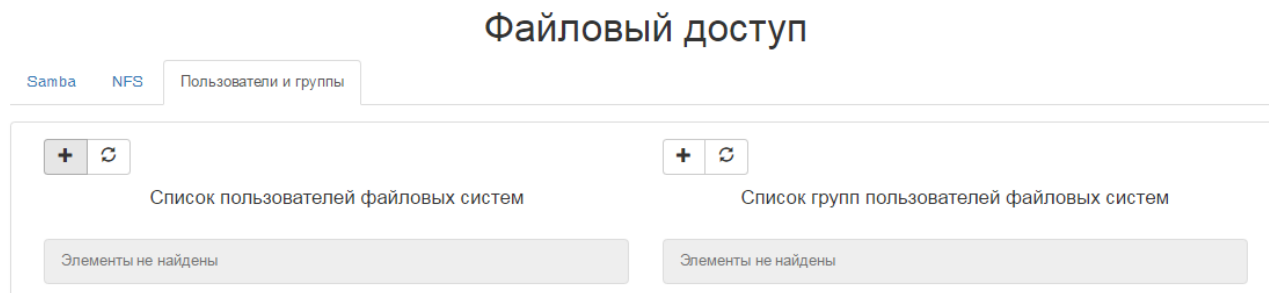 Файловый доступ
Samba NFS Пользователи и группы
Список пользователей файловых систем
Элементы не найдены
Список групп пользователей файловых систем
Элементы не найдены